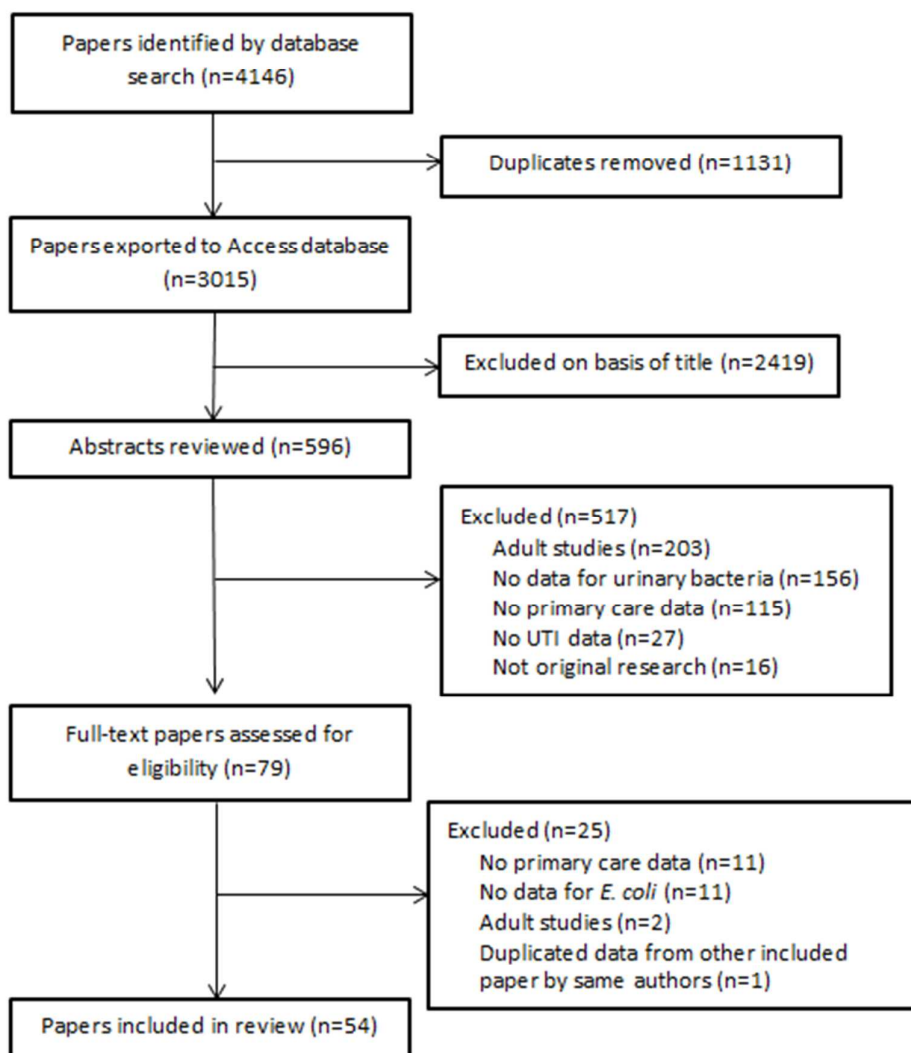 Papers identified by database
search (n=4146)
Duplicates removed (n=1131)
Papers exported to Access database
(n=3015)
Excluded on basis of title (n=2419)
Abstracts reviewed (n=596)
Excluded (n=517)
Adult studies (n=203)
No data for urinary bacteria (n=156)
No primary care data (n=115)
No UTI data (n=27)
Not original research (n=16)
Full-text papers assessed for
eligibility (n=79)
Excluded (n=25)
No primary care data (n=11)
No data for E. coli (n=11)
Adult studies (n=2)
Duplicated data from other included
paper by same authors (n=1)
Papers included in review (n=54)